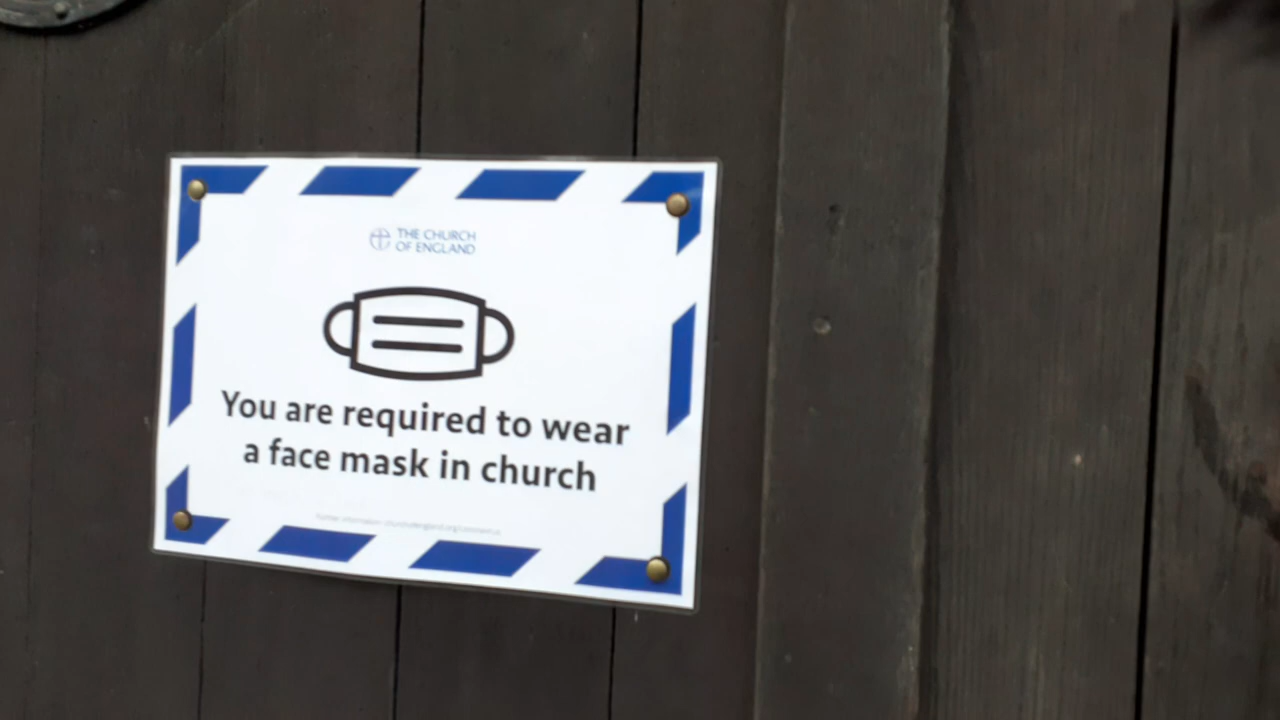 THE CHURCH
OF ENGLAND
You are required to wear
a face mask in church